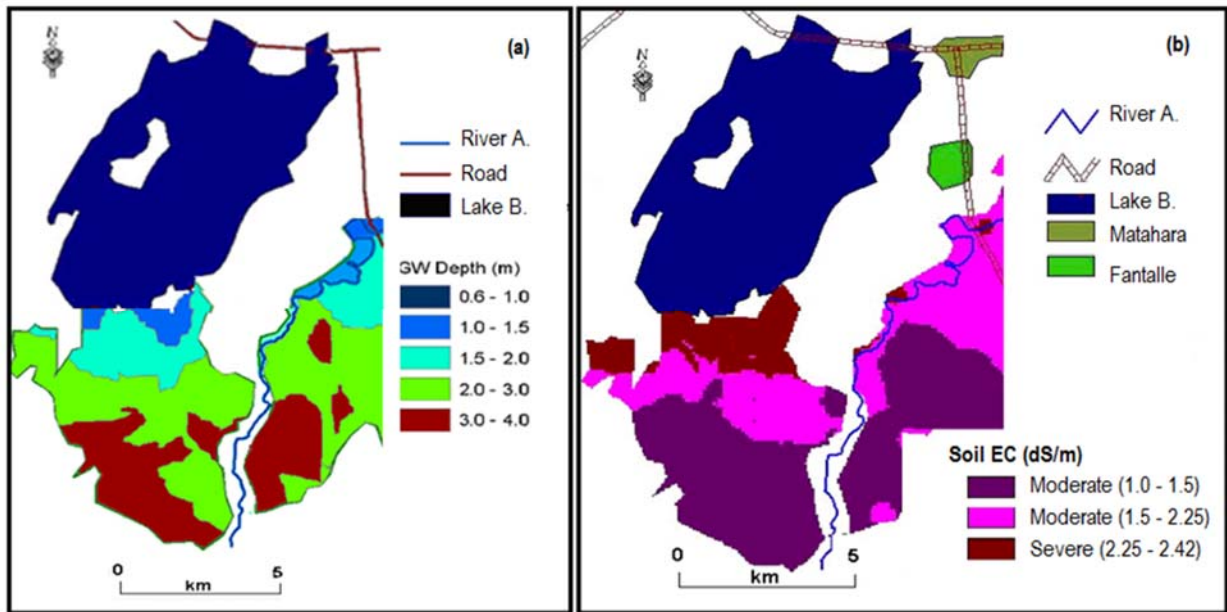 (a)
N
River A.
Road
Lake B.
GW Depth (m)
0.6 - 1.0
1.0 - 1.5
1.5 - 2.0
2.0 - 3.0
3.0 - 4.0
0 5
km
(b)
N
River A.
Road
Lake B.
Matahara
Fantalle
Soil EC (dS/m)
Moderate (1.0 - 1.5)
Moderate (1.5 - 2.25)
Severe (2.25 - 2.42)
0 5
km